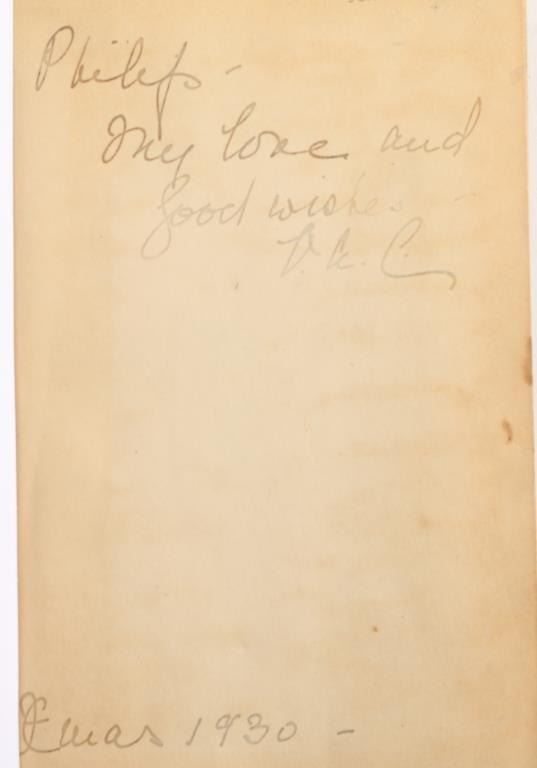 Philip -
My love and
good wishes -
Xmas 1930 -